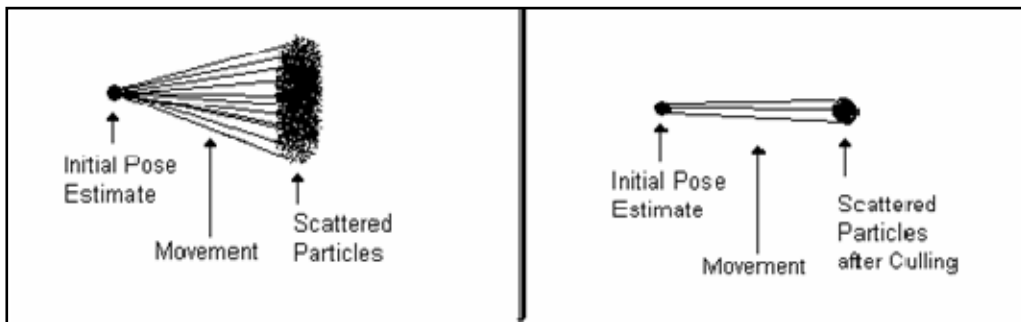 Initial Pose
Estimate
Movement
Scattered
Particles
Initial Pose
Estimate
Movement
Scattered
Particles
after Culling